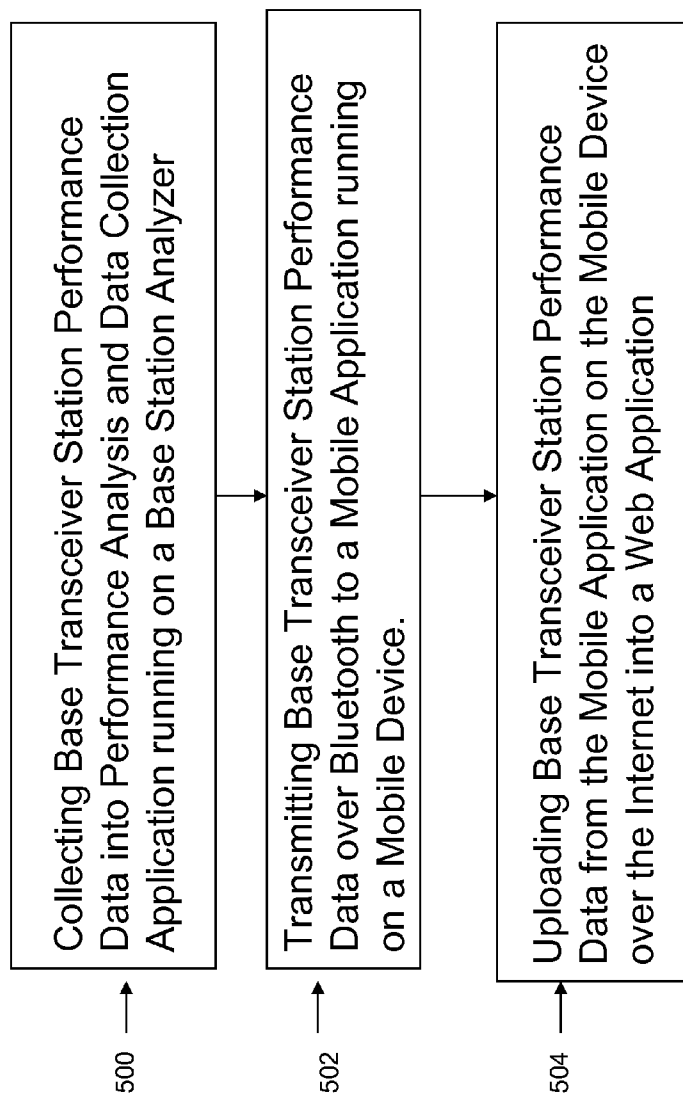 500
Collecting Base Transceiver Station Performance
Data into Performance Analysis and Data Collection
Application running on a Base Station Analyzer
502
Transmitting Base Transceiver Station Performance
Data over Bluetooth to a Mobile Application running
on a Mobile Device.
504
Uploading Base Transceiver Station Performance
Data from the Mobile Application on the Mobile Device
over the Internet into a Web Application